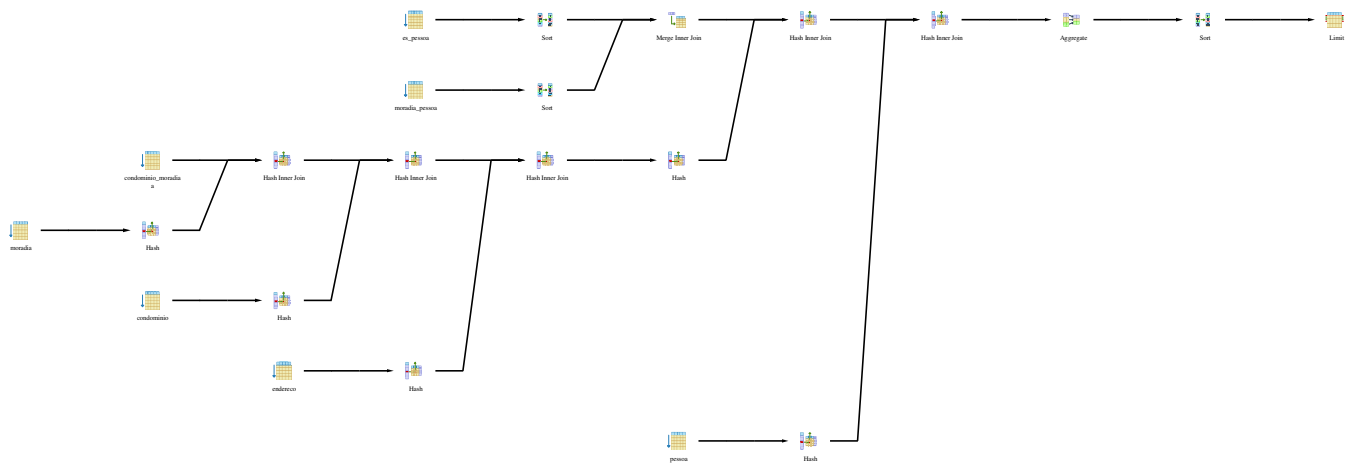 es_pessoa
Sort
Merge Inner Join
Hash Inner Join
Hash Inner Join
Aggregate
Sort
Limit
moradia_pessoa
Sort
condominio_moradi
a
Hash Inner Join
Hash Inner Join
Hash Inner Join
Hash
moradia
Hash
condominio
Hash
endereco
Hash
pessoa
Hash